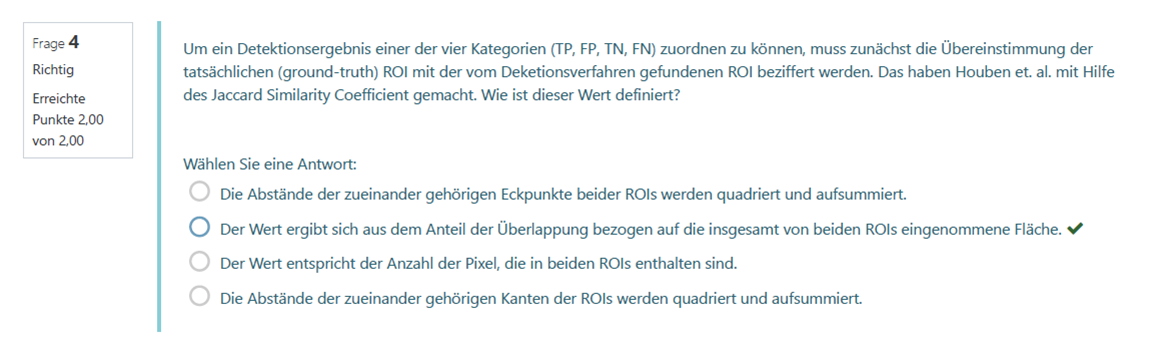 Frage 4
Richtig
Erreichte
Punkte 2,00
von 2,00
Um ein Detektionsergebnis einer der vier Kategorien (TP, FP, TN, FN) zuordnen zu können, muss zunächst die Übereinstimmung der
tatsächlichen (ground-truth) ROI mit der vom Deketionsverfahren gefundenen ROI beziffert werden. Das haben Houben et. al. mit Hilfe
des Jaccard Similarity Coefficient gemacht. Wie ist dieser Wert definiert?
Wählen Sie eine Antwort:
Die Abstände der zueinander gehörigen Eckpunkte beider ROIs werden quadriert und aufsummiert.
Der Wert ergibt sich aus dem Anteil der Überlappung bezogen auf die insgesamt von beiden ROIs eingenommene Fläche.
Der Wert entspricht der Anzahl der Pixel, die in beiden ROIs enthalten sind.
Die Abstände der zueinander gehörigen Kanten der ROIs werden quadriert und aufsummiert.